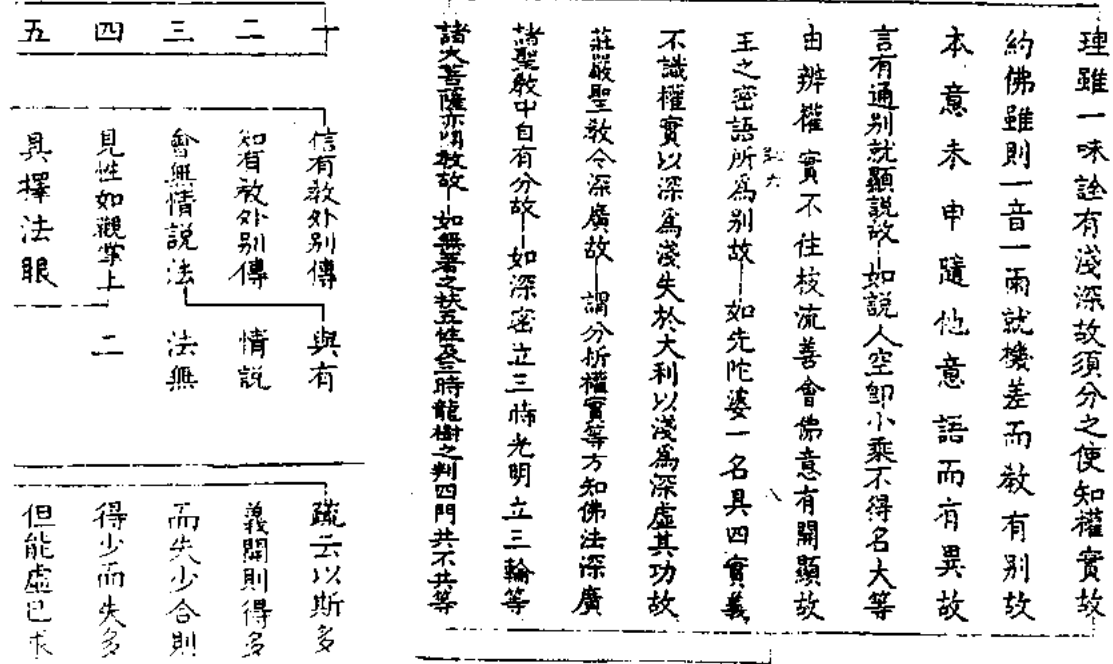 理雖一味詮有淺深故須分之使知權實故
約佛雖則一音一雨就機差而教有別故
本意未申隨他意語而有異故
言有通別就顯說故—如說人空卽小乘不得名大等
由辨權實不住枝流善會佛意有開顯故
王之密語所爲別故—如先陀婆一名具四實義
不識權實以深爲淺失於大利以淺爲深虛其功故
莊嚴聖教令深廣故—謂分析權實等方知佛法深廣
諸聖教中自有分故—如深密立三時光明立三輪等
諸大菩薩亦明教故—如無著之扶五性及三時龍樹之判四門共不共等
十
二
三
四
五
信有教外別傳
知有教外別傳
會無情說法
見性如觀掌上
具擇法眼
與有
情說
法無
二
疏云以斯多
義開則得多
而失少合則
得少而失多
但能虛己求